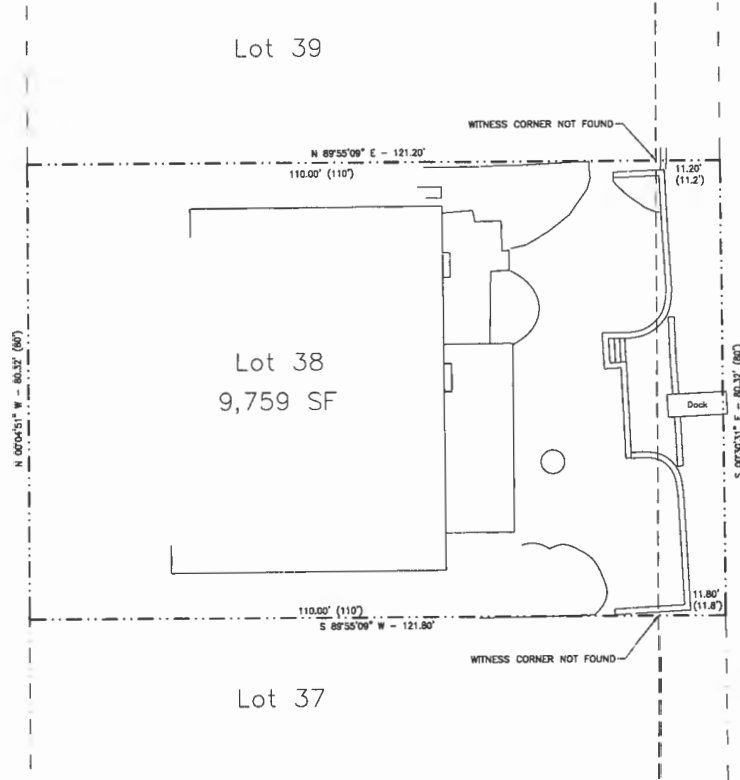 Lot 39
WITNESS CORNER NOT FOUND
N 89°55'09" E - 121.20'
110.00' (110')
11.20'
(11.2')
N 00°04'51" W - 80.32' (80')
Lot 38
9,759 SF
Dock
S 00°30'31" E - 80.32' (80')
110.00' (110')
S 89°55'09" W - 121.80'
11.80'
(11.8')
WITNESS CORNER NOT FOUND
Lot 37